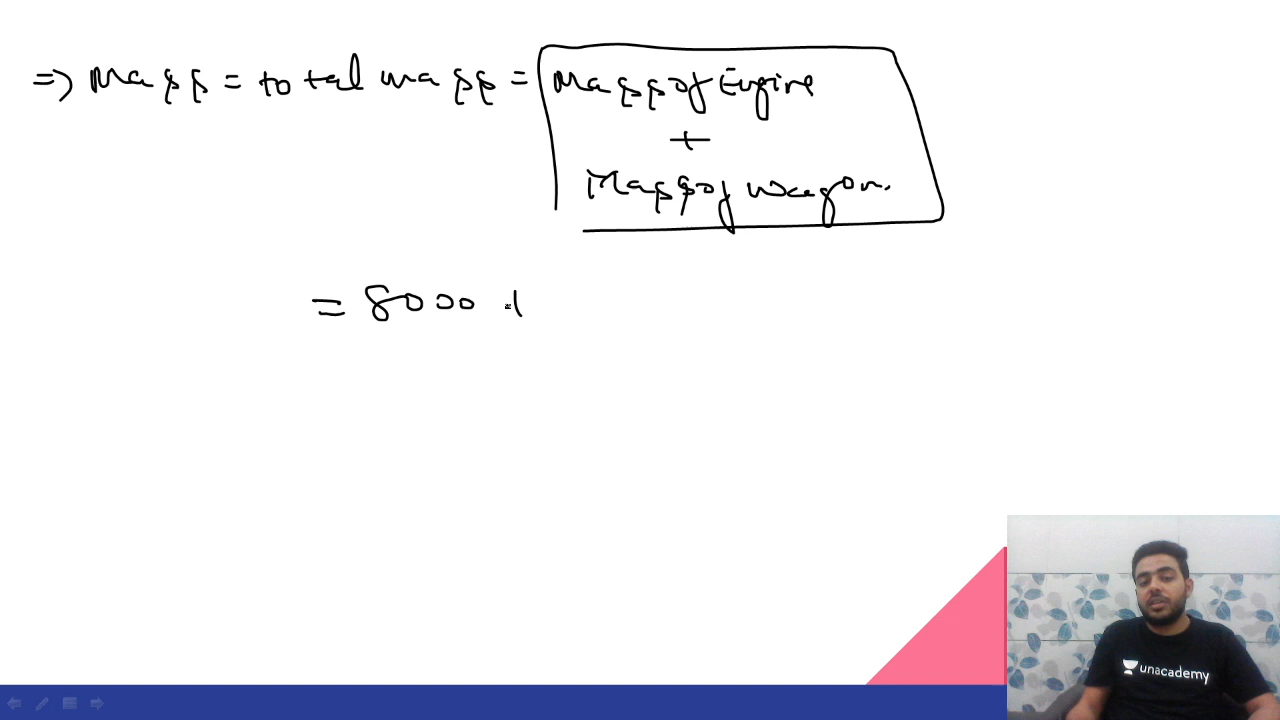 => Mass = total mass = Mass of Engine
+
Mass of wagon.
= 8000 +
unacademy